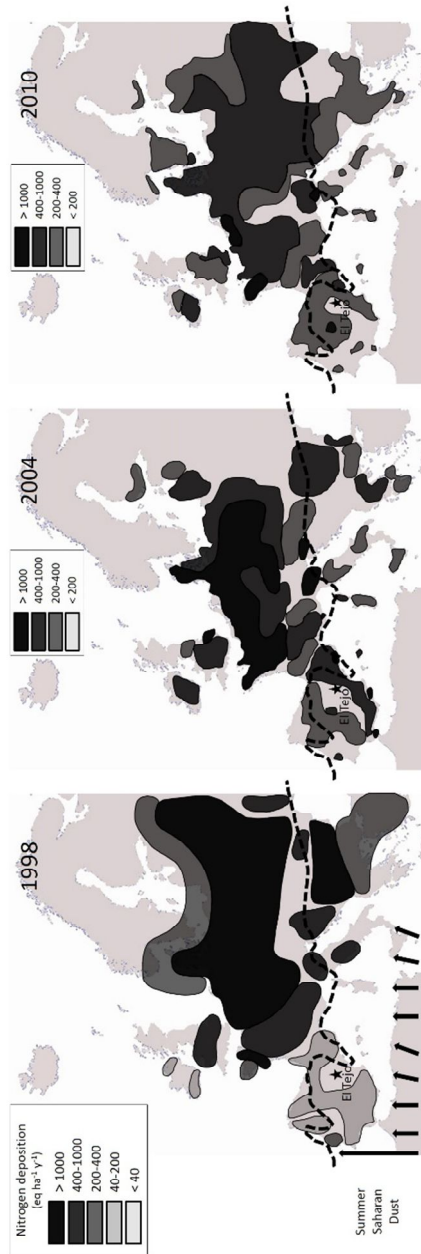 1998
Nitrogen deposition
[eq ha⁻¹ y⁻¹)
> 1000
400-1000
200-400
40-200
< 40
El Tejo
Summer
Saharan
Dust
2004
> 1000
400-1000
200-400
< 200
El Tejo
2010
> 1000
400-1000
200-400
< 200
El Tejo